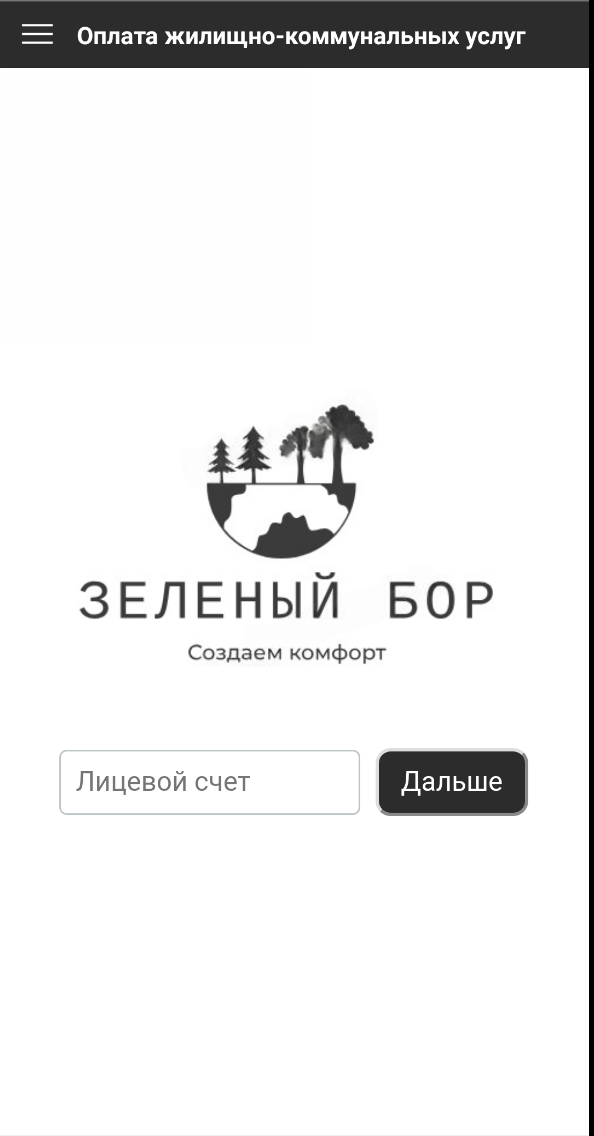 Оплата жилищно-коммунальных услуг
ЗЕЛЕНЫЙ БОР
Создаем комфорт
Лицевой счет
Дальше